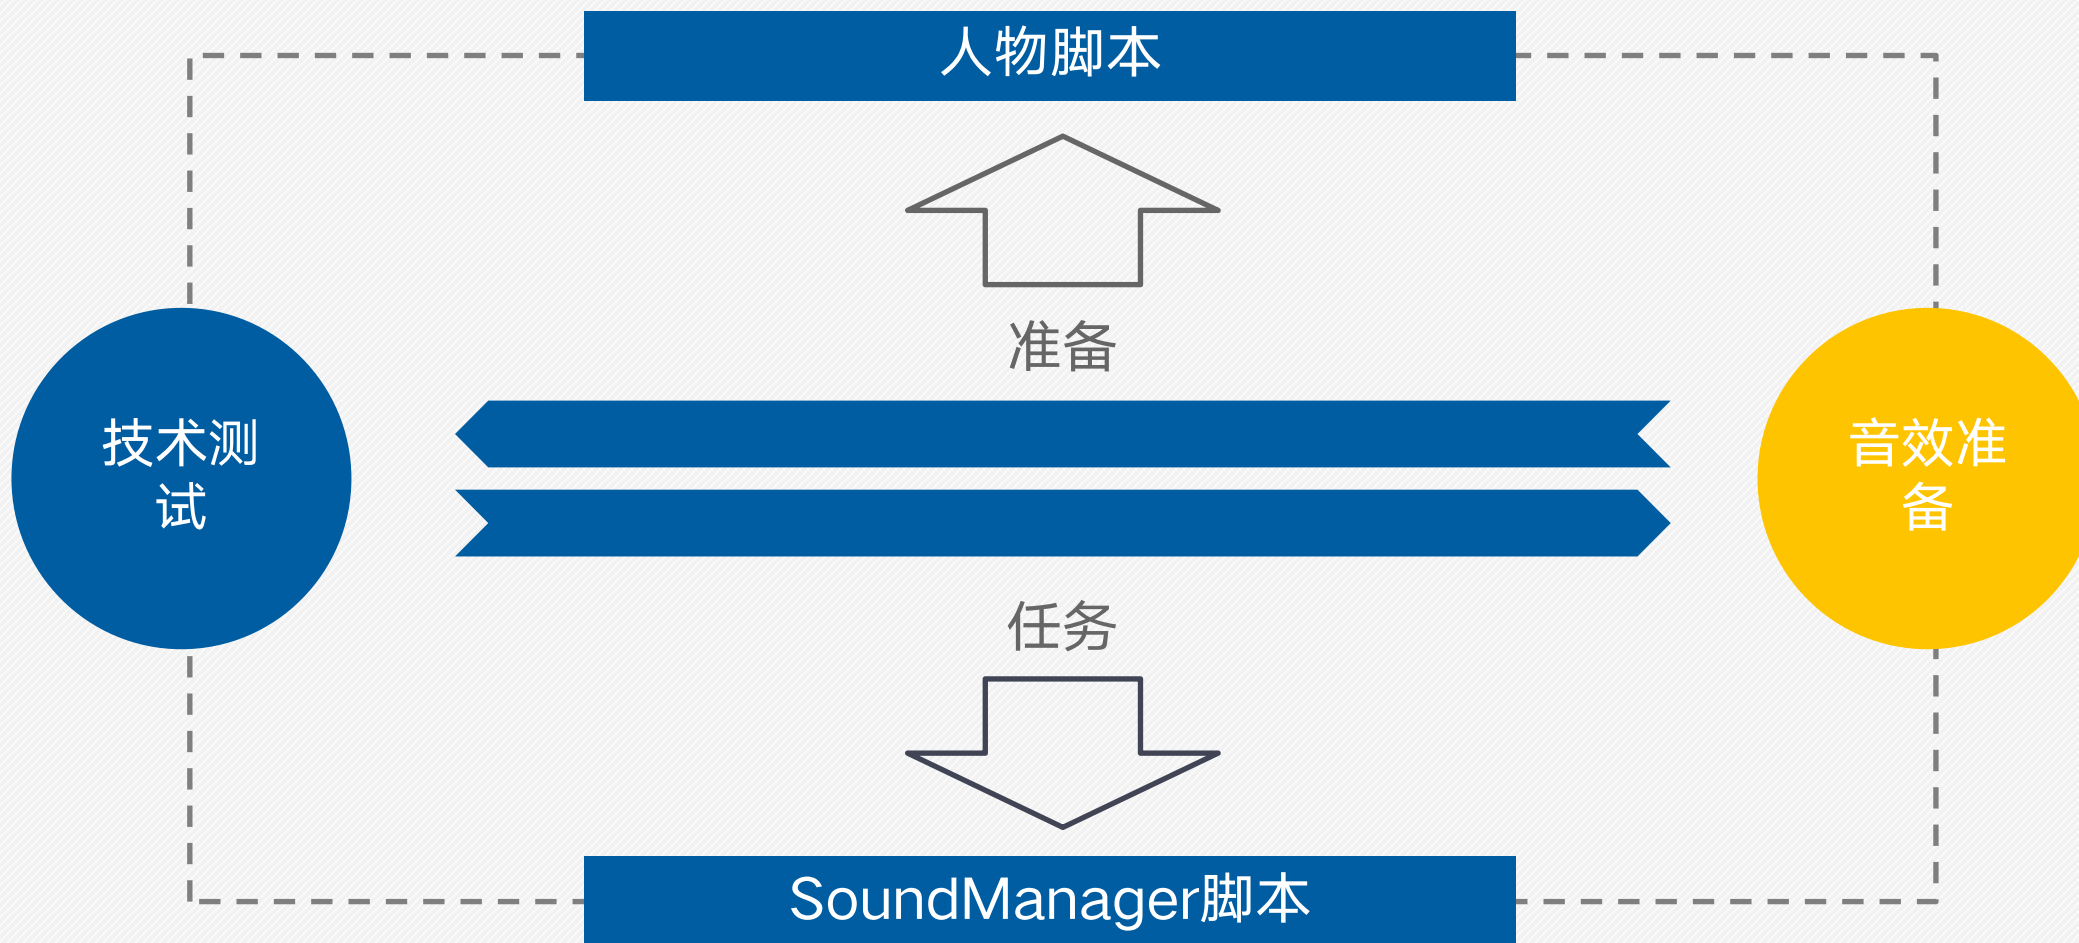 人物脚本
准备
技术测
试
音效准
备
任务
SoundManager脚本